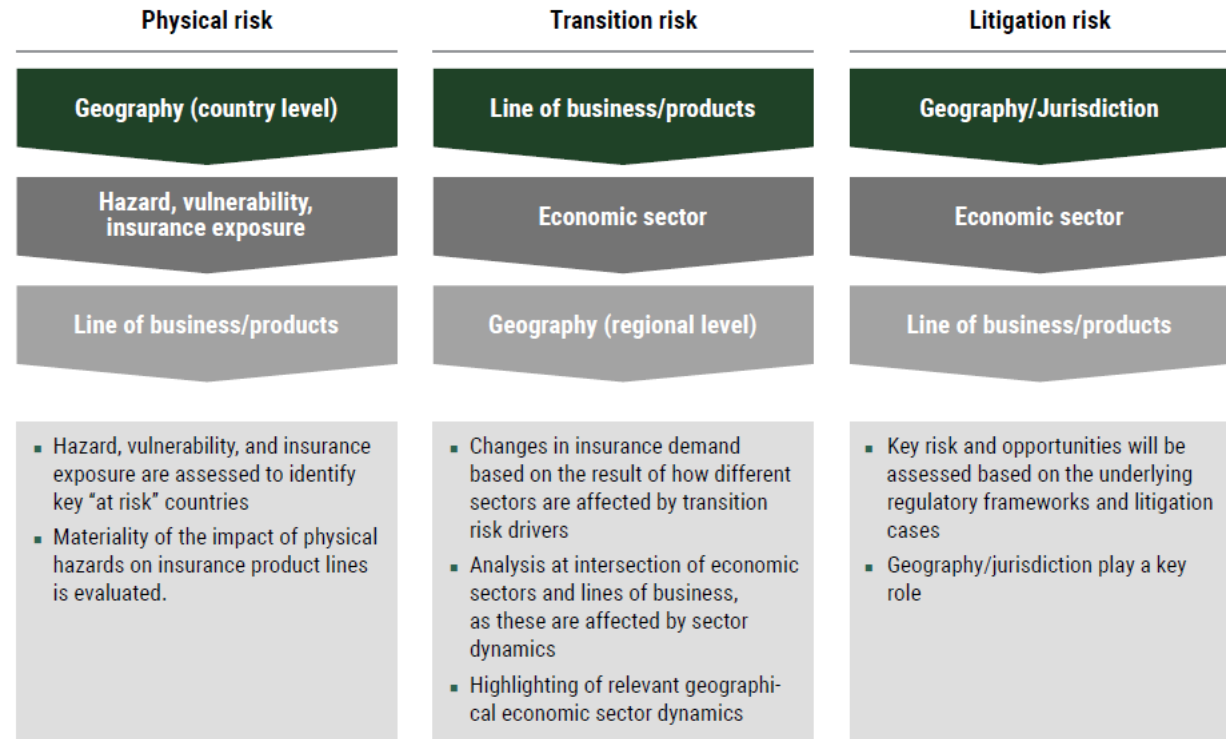 Physical risk
Geography (country level)
Hazard, vulnerability,
insurance exposure
Line of business/products
▪ Hazard, vulnerability, and insurance
exposure are assessed to identify
key “at risk” countries
▪ Materiality of the impact of physical
hazards on insurance product lines
is evaluated.
Transition risk
Line of business/products
Economic sector
Geography (regional level)
▪ Changes in insurance demand
based on the result of how different
sectors are affected by transition
risk drivers
▪ Analysis at intersection of economic
sectors and lines of business,
as these are affected by sector
dynamics
▪ Highlighting of relevant geographi-
cal economic sector dynamics
Litigation risk
Geography/Jurisdiction
Economic sector
Line of business/products
▪ Key risk and opportunities will be
assessed based on the underlying
regulatory frameworks and litigation
cases
▪ Geography/jurisdiction play a key
role